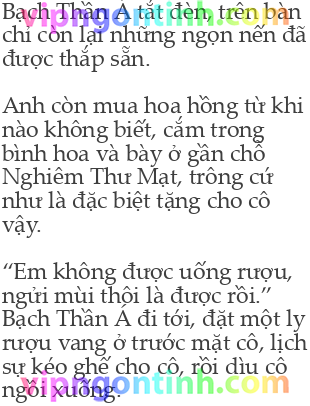 Bạch Thần Á tắt đèn, trên bàn
chỉ còn lại những ngọn nến đã
được thắp sẵn.
Anh còn mua hoa hồng từ khi
nào không biết, cắm trong
bình hoa và bày ở gần chỗ
Nghiêm Thư Mạt, trông cứ
như là đặc biệt tặng cho cô
vậy.
“Em không được uống rượu,
ngửi mùi thôi là được rồi.”
Bạch Thần Á đi tới, đặt một ly
rượu vang ở trước mặt cô, lịch
sự kéo ghế cho cô, rồi dìu cô
ngồi xuống.
vipngontinh.com
vipngontinh.com